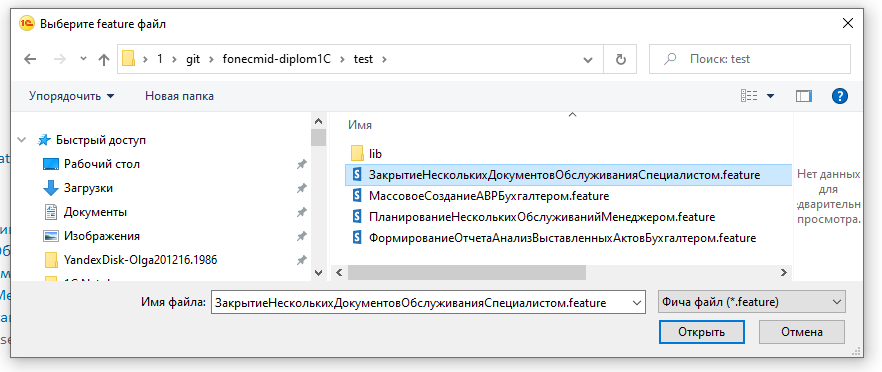 Выберите feature файл
1 git fonecmid-diplom1C test
Поиск: test
Упорядочить Новая папка
Имя
Быстрый доступ
Рабочий стол
Загрузки
Документы
Изображения
YandexDisk-Olga201216.1986
lib
ЗакрытиеНесколькихДокументовОбслуживанияСпециалистом.feature
МассовоеСозданиеАВРБухгалтером.feature
ПланированиеНесколькихОбслуживанийМенеджером.feature
ФормированиеОтчетаАнализВыставленныхАктовБухгалтером.feature
Нет данных
для
едварительн
просмотра.
Имя файла: ЗакрытиеНесколькихДокументовОбслуживанияСпециалистом.feature
Фича файл (*.feature)
Открыть Отмена